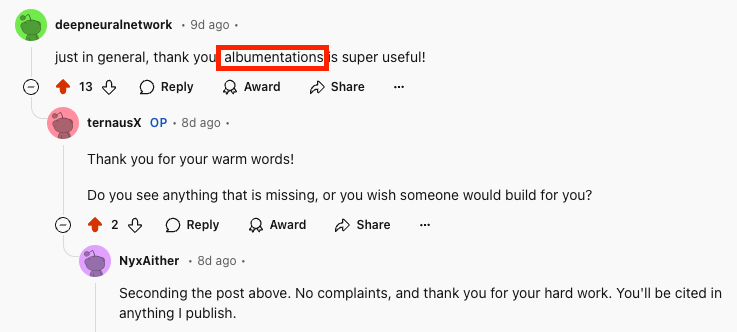 deepneuralnetwork • 9d ago •
just in general, thank you albumentations is super useful!
13 Reply Award Share ...
ternausX OP • 8d ago •
Thank you for your warm words!
Do you see anything that is missing, or you wish someone would build for you?
2 Reply Award Share ...
NyxAither • 8d ago •
Seconding the post above. No complaints, and thank you for your hard work. You'll be cited in
anything I publish.